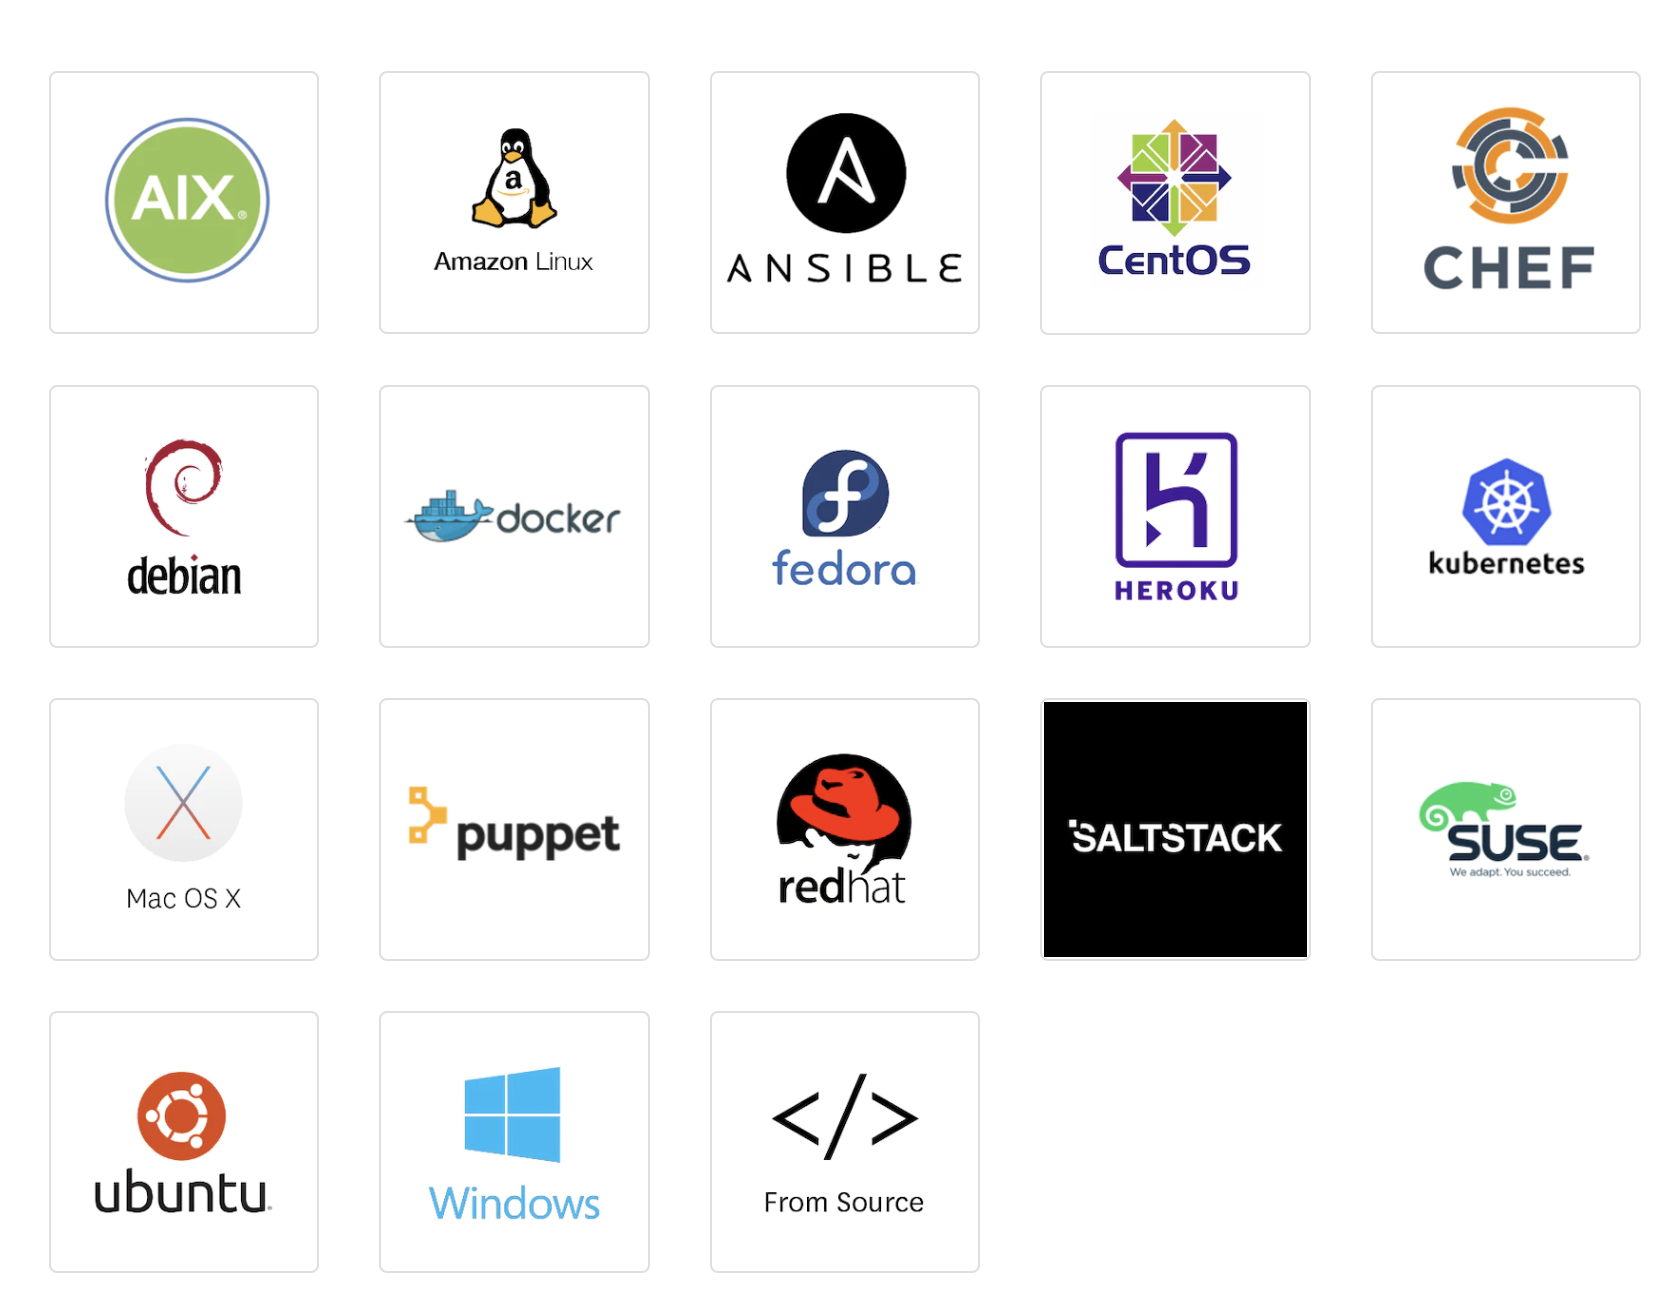 AIX®
a
Amazon Linux
ANSIBLE
CentOS
CHEF
debian
docker
fedora
HEROKU
kubernetes
Mac OS X
puppet
redhat
SALTSTACK
SUSE®
We adapt. You succeed.
ubuntu®
Windows
</>
From Source